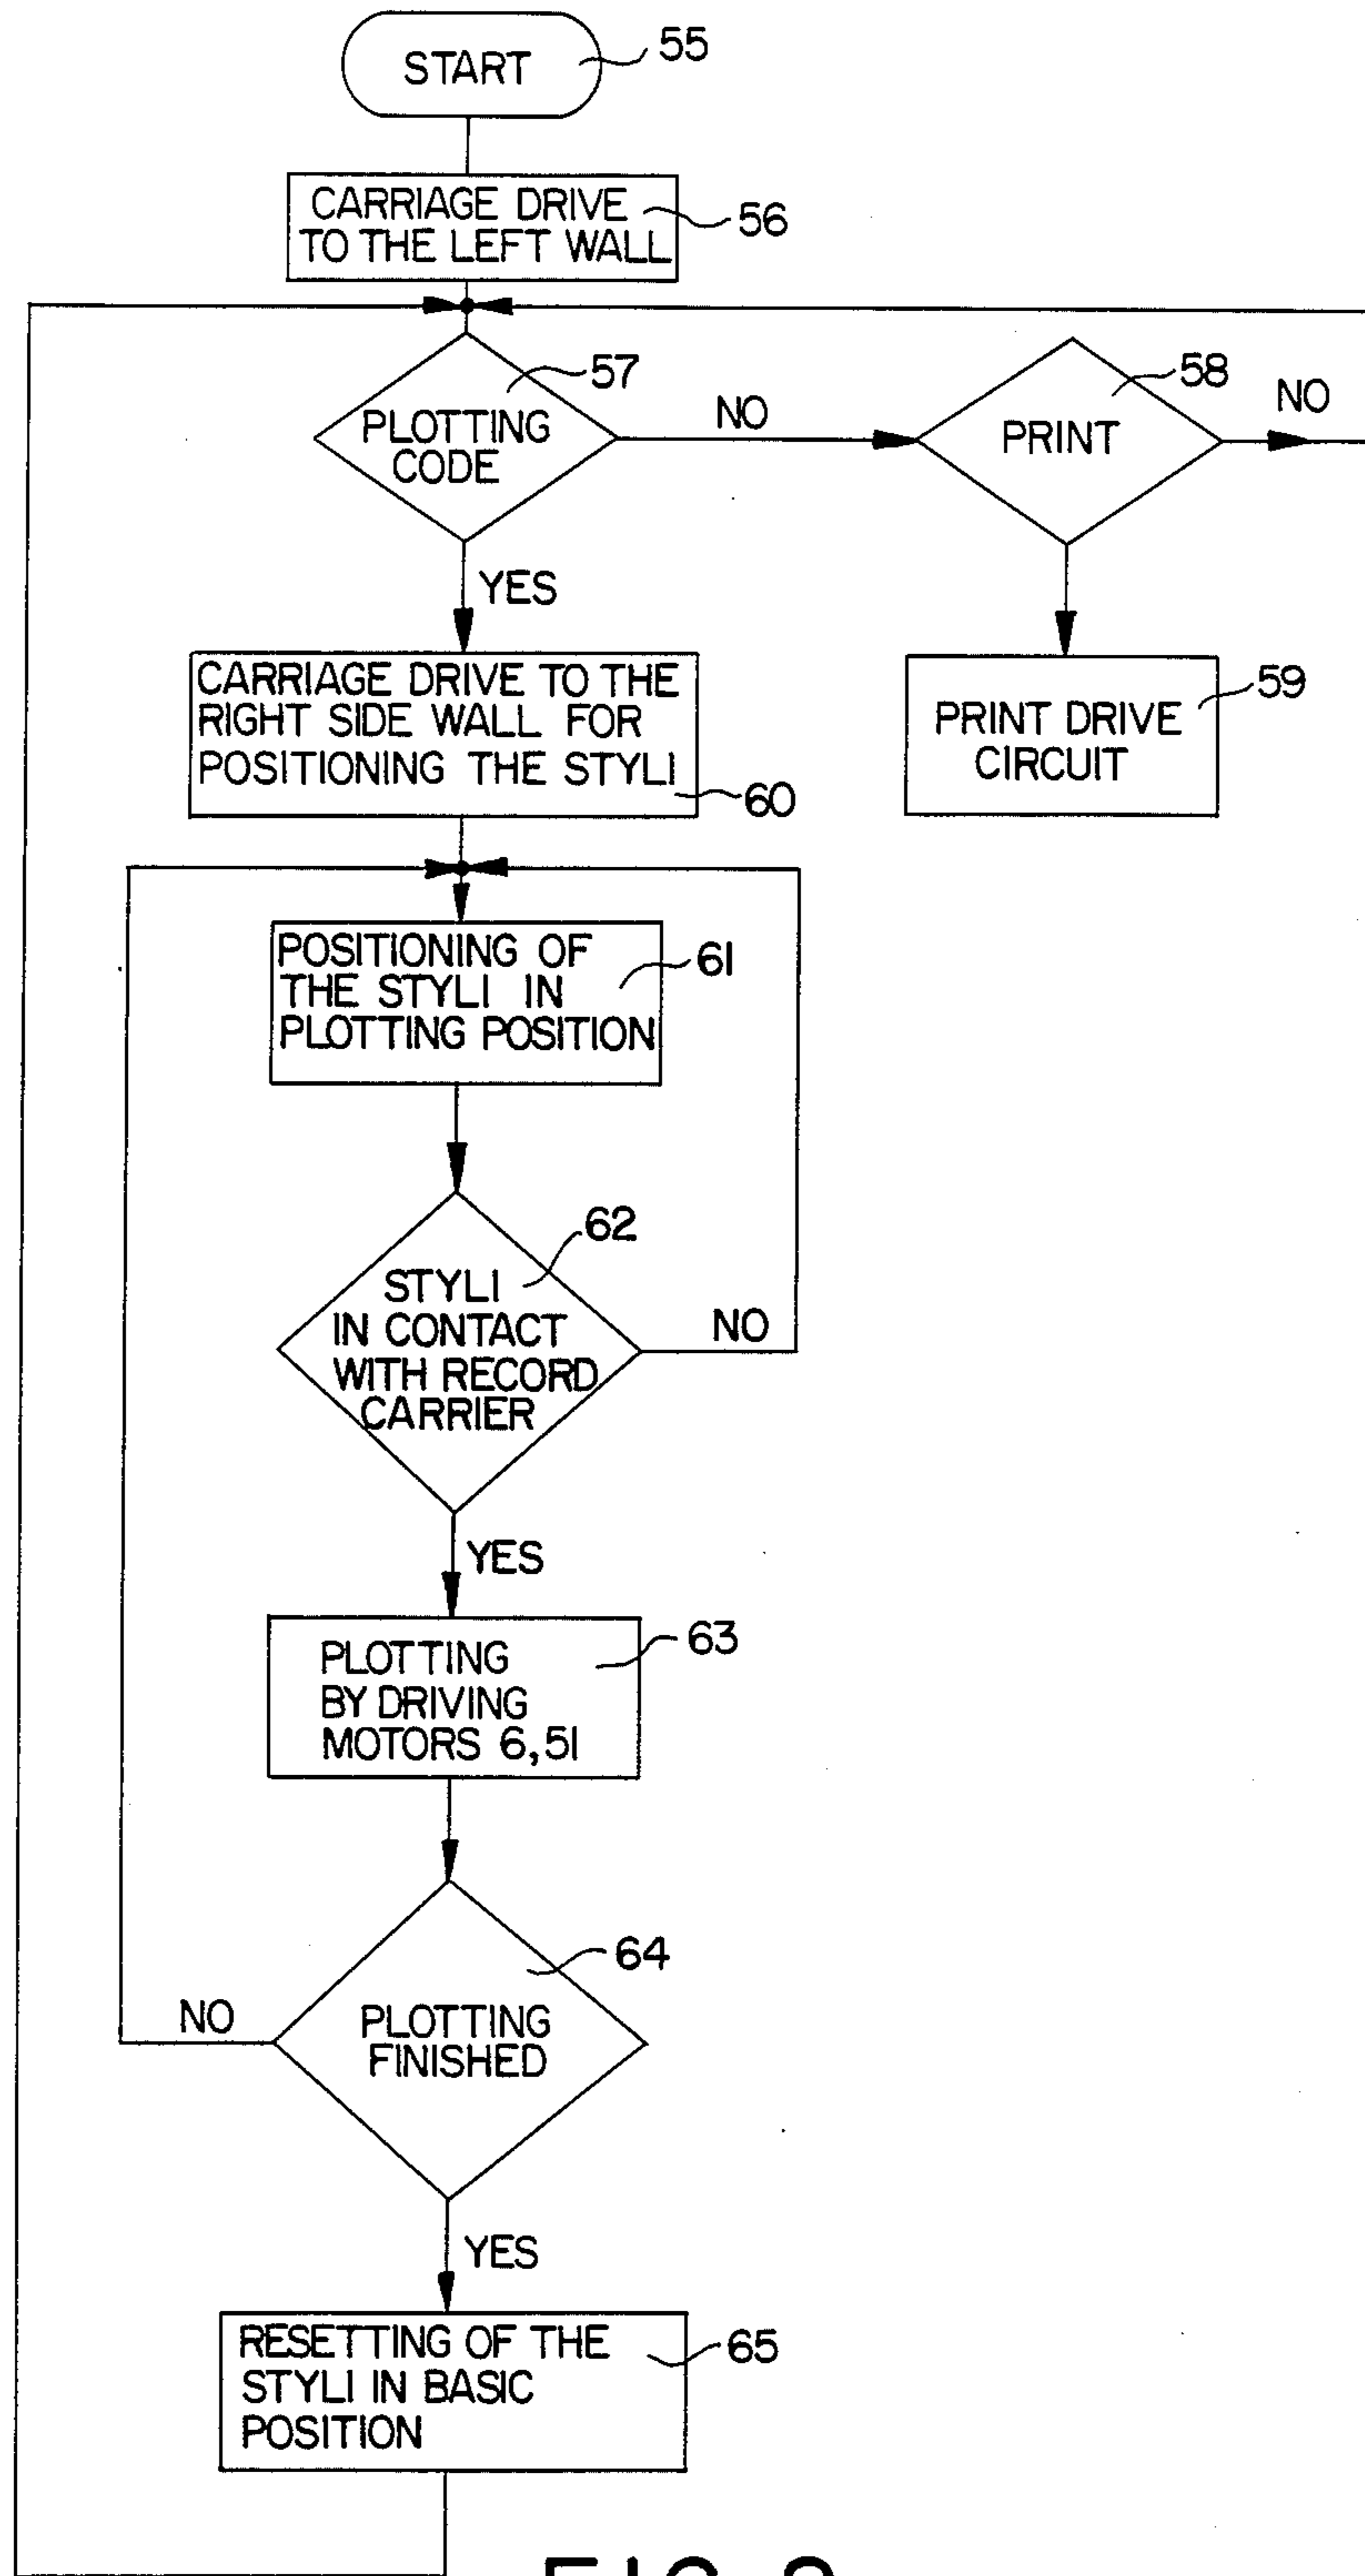 START
55
CARRIAGE DRIVE
TO THE LEFT WALL
56
PLOTTING
CODE
57
NO
PRINT
58
NO
YES
CARRIAGE DRIVE TO THE
RIGHT SIDE WALL FOR
POSITIONING THE STYLI
60
PRINT DRIVE
CIRCUIT
59
POSITIONING OF
THE STYLI IN
PLOTTING POSITION
61
STYLI
IN CONTACT
WITH RECORD
CARRIER
62
NO
YES
PLOTTING
BY DRIVING
MOTORS 6,51
63
PLOTTING
FINISHED
64
NO
YES
RESETTING OF THE
STYLI IN BASIC
POSITION
65
FIG